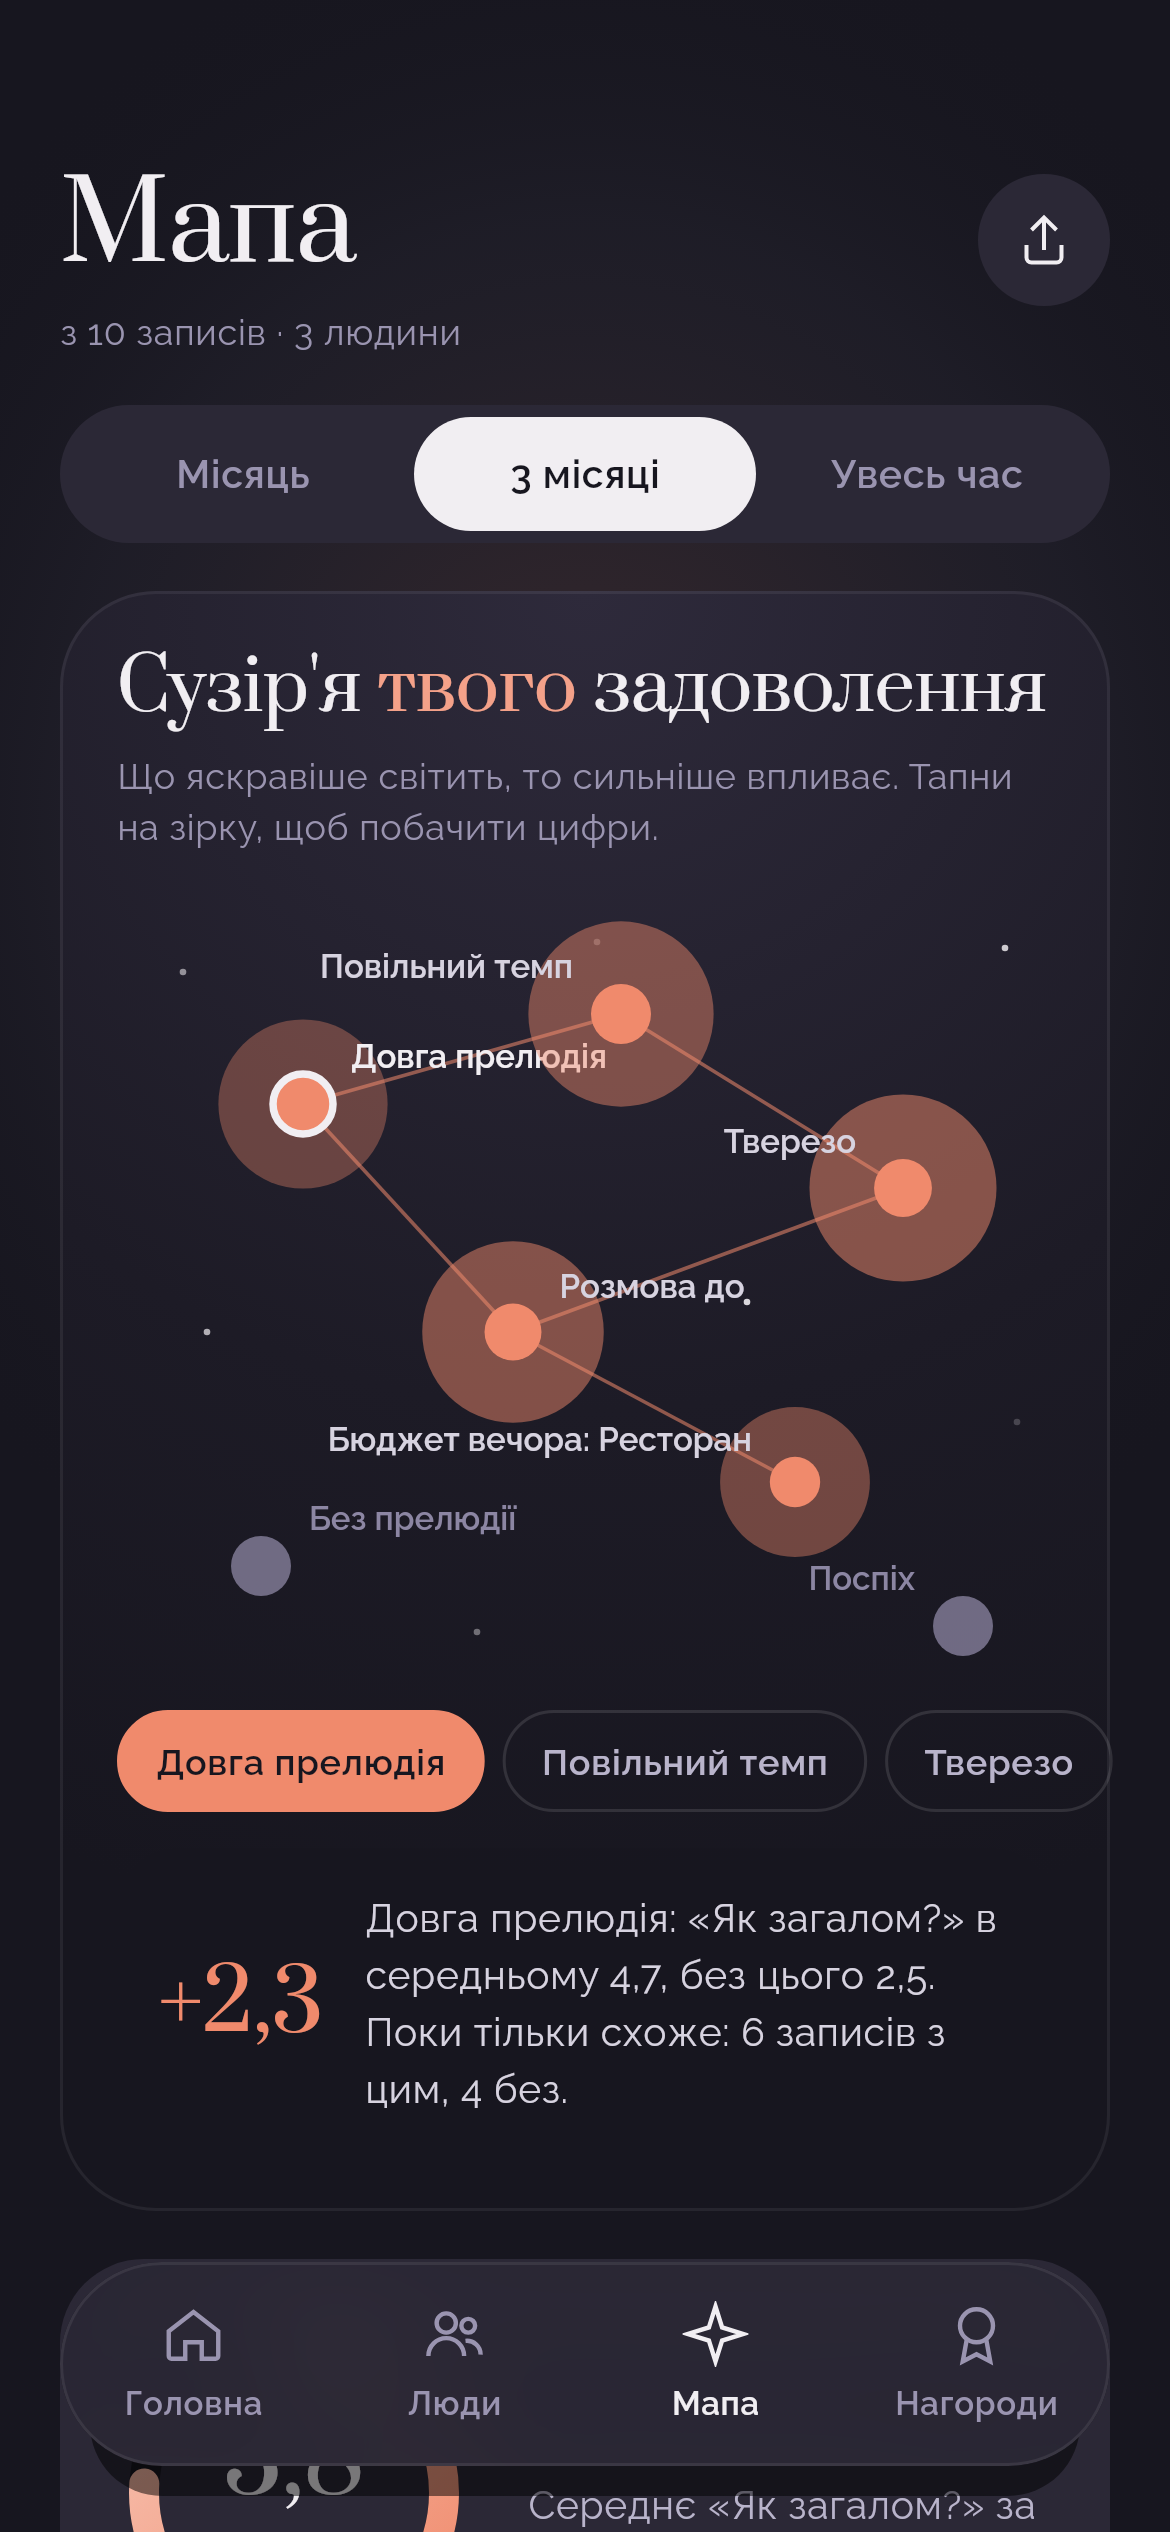 Мапа
з 10 записів · 3 людини
Місяць
3 місяці
Увесь час
Сузір'я твого задоволення
Що яскравіше світить, то сильніше впливає. Тапни
на зірку, щоб побачити цифри.
Повільний темп
Довга прелюдія
Тверезо
Розмова до
Бюджет вечора: Ресторан
Без прелюдії
Поспіх
Довга прелюдія
Повільний темп
Тверезо
+2,3
Довга прелюдія: «Як загалом?» в
середньому 4,7, без цього 2,5.
Поки тільки схоже: 6 записів з
цим, 4 без.
Головна
Люди
Мапа
Нагороди
Середнє «Як загалом?» за